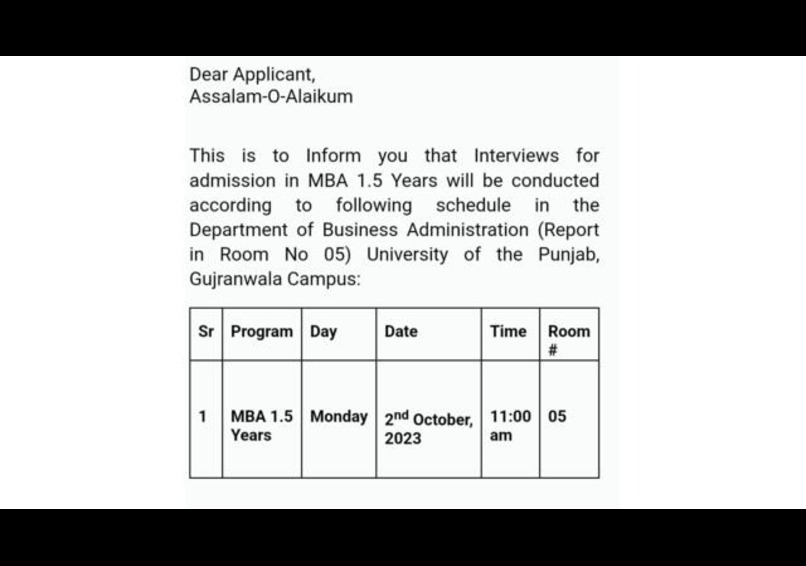 Dear Applicant,
Assalam-O-Alaikum
This is to Inform you that Interviews for
admission in MBA 1.5 Years will be conducted
according to following schedule in the
Department of Business Administration (Report
in Room No 05) University of the Punjab,
Gujranwala Campus:
Sr Program Day Date Time Room
#
1 MBA 1.5 Monday 2nd October, 11:00 05
Years 2023 am